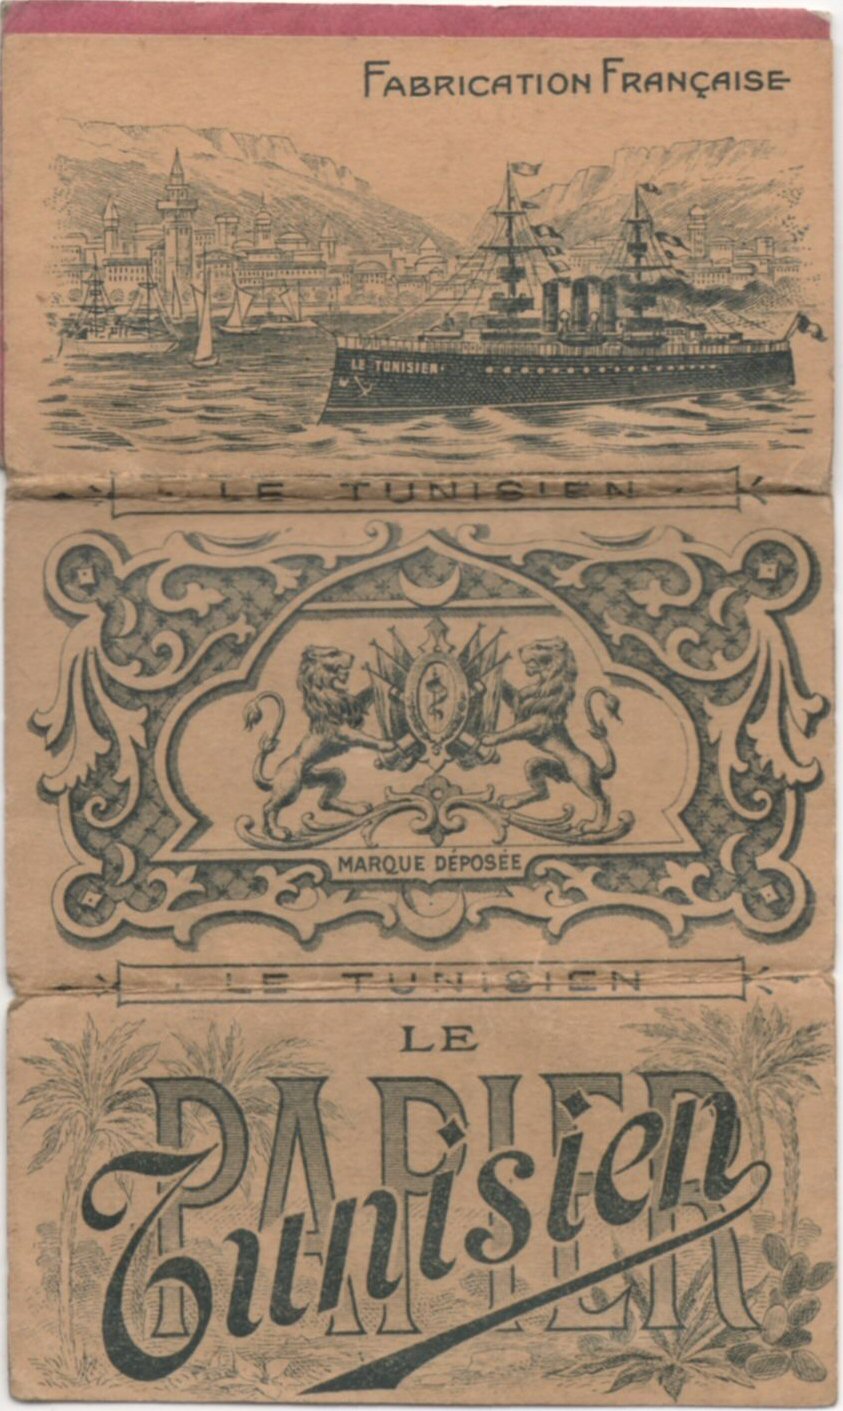 FABRICATION FRANÇAISE
LE TUNISIEN
LE TUNISIEN
MARQUE DÉPOSÉE
LE TUNISIEN
LE
PAPIER
Tunisien